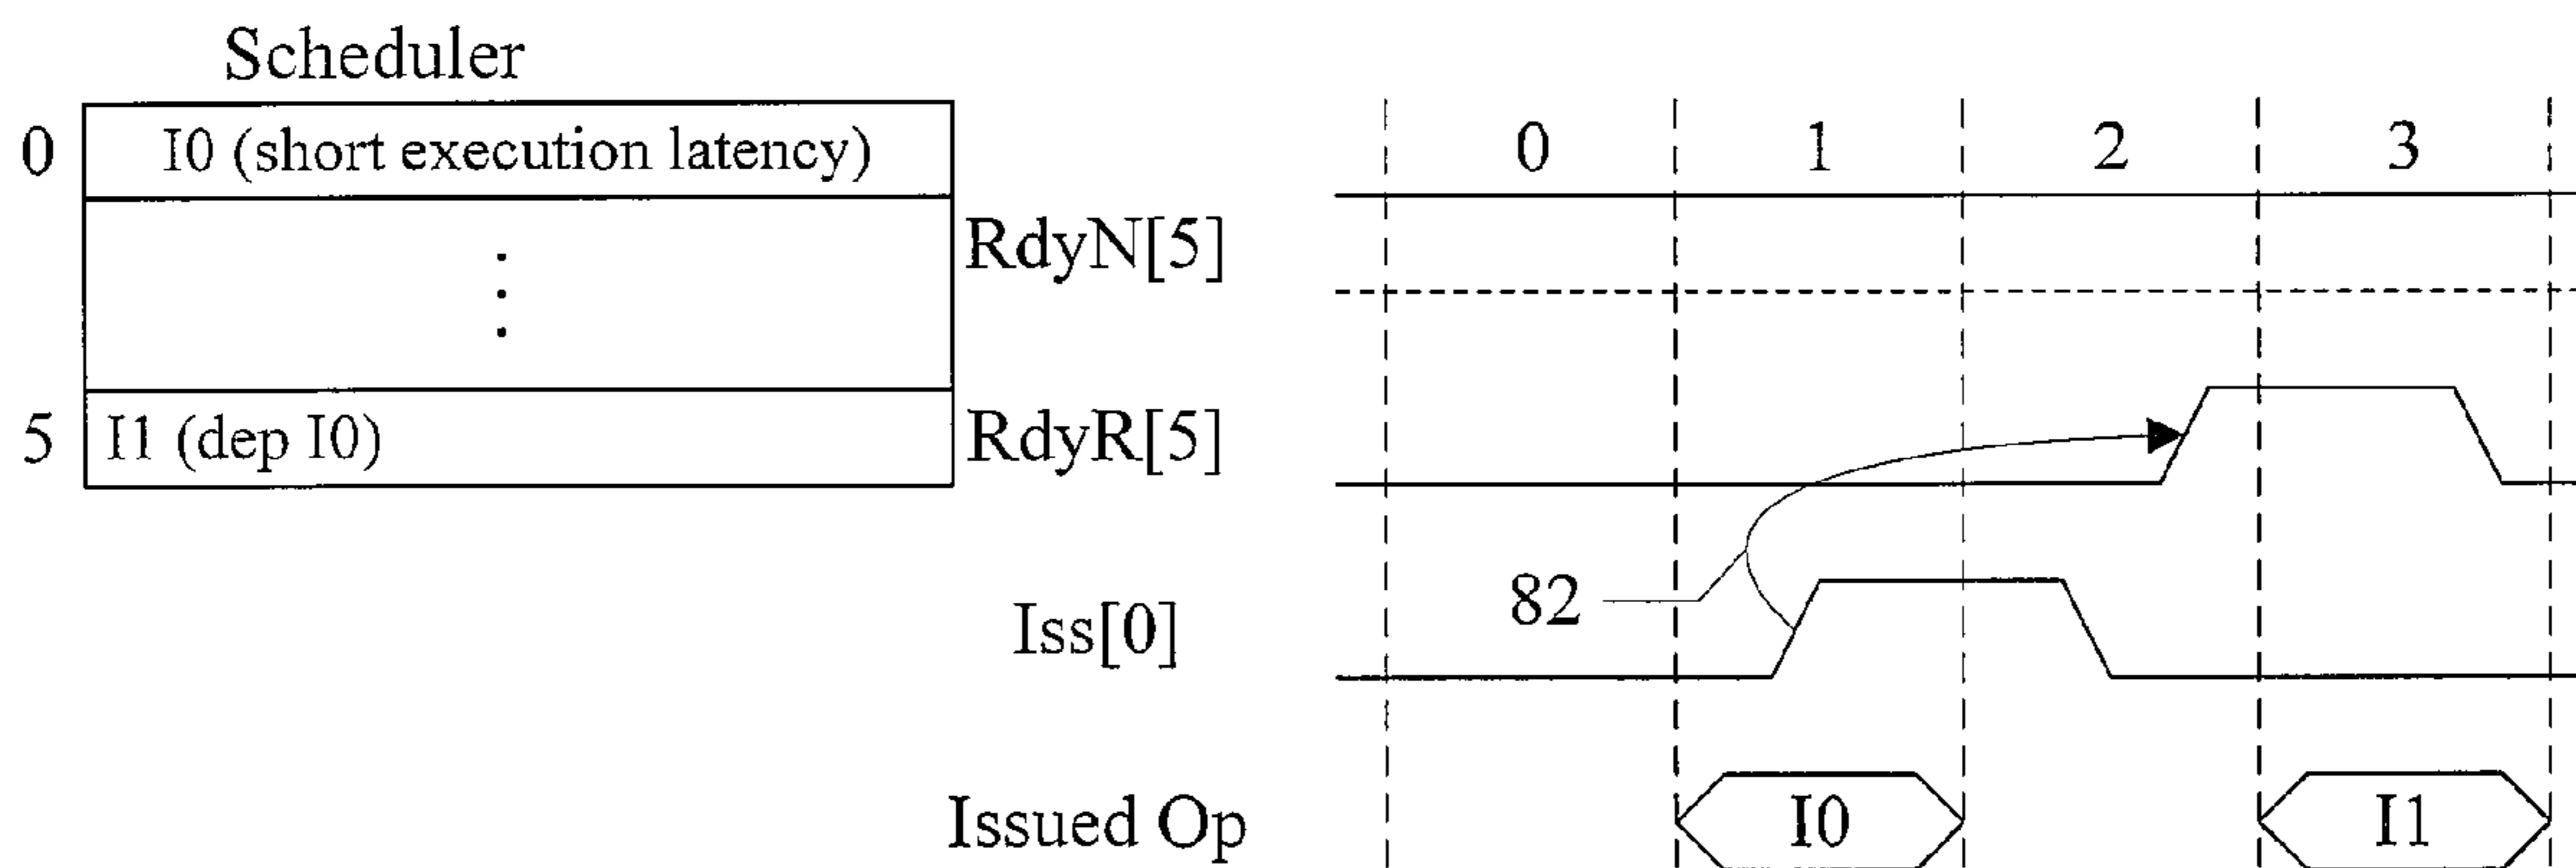 Scheduler
0 I0 (short execution latency) 0 1 2 3
RdyN[5]
5 I1 (dep I0) RdyR[5]
82
Iss[0]
Issued Op I0 I1